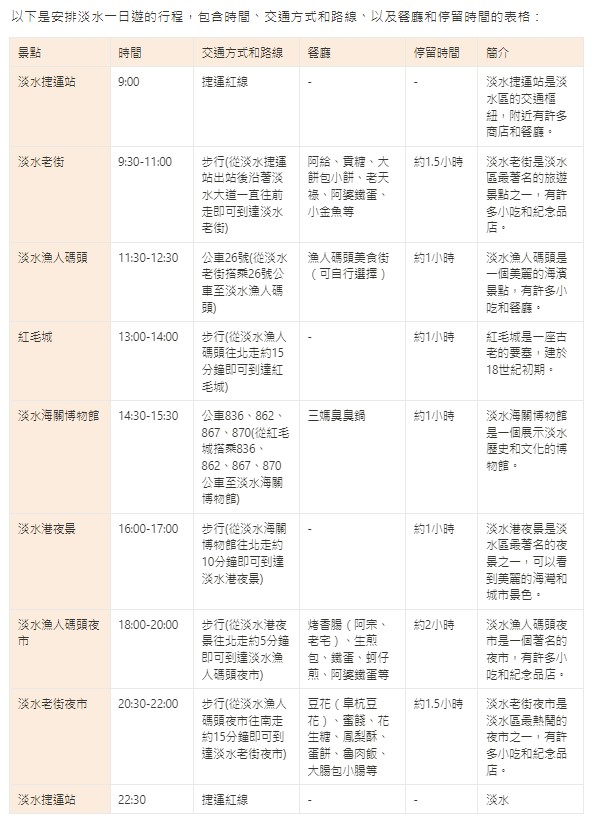 以下是安排淡水一日遊的行程，包含時間、交通方式和路線、以及餐廳和停留時間的表格：
景點 時間 交通方式和路線 餐廳 停留時間 簡介
淡水捷運站 9:00 捷運紅線 - - 淡水捷運站是淡
水區的交通樞
紐，附近有許多
商店和餐廳。
淡水老街 9:30-11:00 步行(從淡水捷運 阿給、貢糖、大 約1.5小時 淡水老街是淡水
站出站後沿著淡 餅包小餅、老天 區最著名的旅遊
水大道一直往前 祿、阿婆鐵蛋、 景點之一，有許
走即可到達淡水 小金魚等 多小吃和紀念品
老街) 店。
淡水漁人碼頭 11:30-12:30 公車26號(從淡水 漁人碼頭美食街 約1小時 淡水漁人碼頭是
老街搭乘26號公 （可自行選擇） 一個美麗的海濱
車至淡水漁人碼 景點，有許多小
頭) 吃和餐廳。
紅毛城 13:00-14:00 步行(從淡水漁人 - 約1小時 紅毛城是一座古
碼頭往北走約15 老的要塞，建於
分鐘即可到達紅 18世紀初期。
毛城)
淡水海關博物館 14:30-15:30 公車836、862、 三媽臭臭鍋 約1小時 淡水海關博物館
867、870(從紅毛 是一個展示淡水
城搭乘836、 歷史和文化的博
862、867、870 物館。
公車至淡水海關
博物館)
淡水港夜景 16:00-17:00 步行(從淡水海關 - 約1小時 淡水港夜景是淡
博物館往北走約 水區最著名的夜
10分鐘即可到達 景之一，可以看
淡水港夜景) 到美麗的海灣和
城市景色。
淡水漁人碼頭夜 18:00-20:00 步行(從淡水港夜 烤香腸（阿宗、 約2小時 淡水漁人碼頭夜
市 景往北走約5分鐘 老宅）、生煎 市是一個著名的
即可到達淡水漁 包、鐵蛋、蚵仔 夜市，有許多小
人碼頭夜市) 煎、阿婆鐵蛋等 吃和紀念品店。
淡水老街夜市 20:30-22:00 步行(從淡水漁人 豆花（阜杭豆 約1.5小時 淡水老街夜市是
碼頭夜市往南走 花）、蜜餞、花 淡水區最熱鬧的
約15分鐘即可到 生糖、鳳梨酥、 夜市之一，有許
達淡水老街夜市) 蛋餅、魯肉飯、 多小吃和紀念品
大腸包小腸等 店。
淡水捷運站 22:30 捷運紅線 - - 淡水